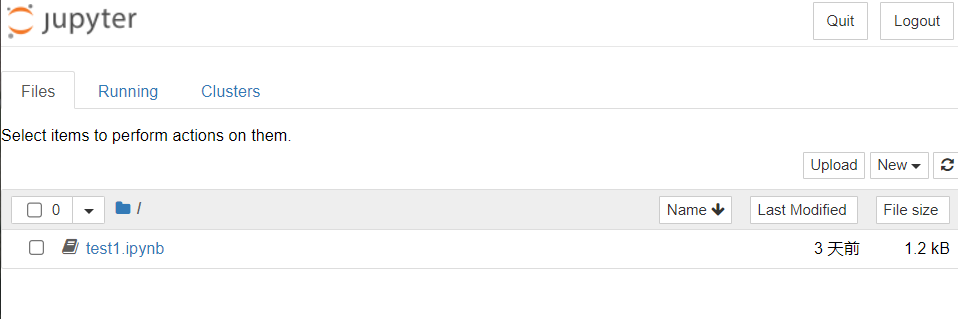 jupyter Quit Logout
Files Running Clusters
Select items to perform actions on them.
Upload New
0 / Name Last Modified File size
test1.ipynb 3 天前 1.2 kB